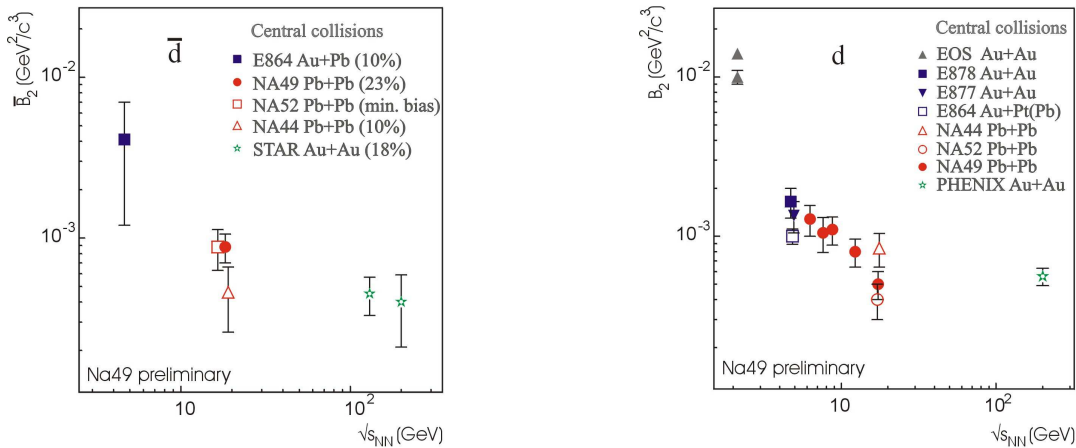 Central collisions
d̅
E864 Au+Pb (10%)
NA49 Pb+Pb (23%)
NA52 Pb+Pb (min. bias)
NA44 Pb+Pb (10%)
STAR Au+Au (18%)
B̅₂ (GeV²/c³)
10⁻²
10⁻³
Na49 preliminary
10
10²
√sNN (GeV)
Central collisions
d
EOS Au+Au
E878 Au+Au
E877 Au+Au
E864 Au+Pt(Pb)
NA44 Pb+Pb
NA52 Pb+Pb
NA49 Pb+Pb
PHENIX Au+Au
B₂ (GeV²/c³)
10⁻²
10⁻³
Na49 preliminary
10
10²
√sNN (GeV)